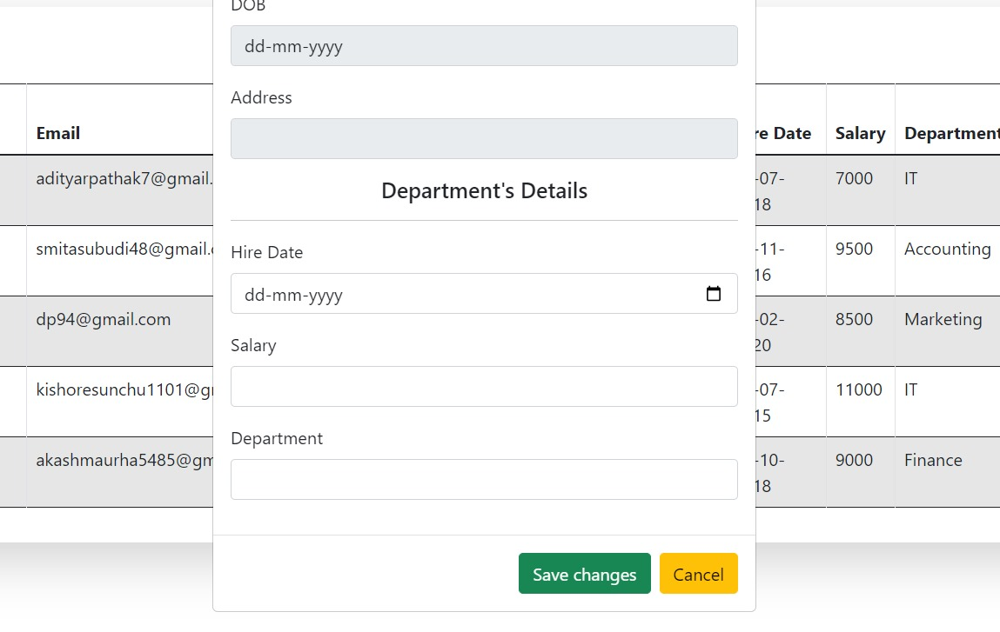 DOB
dd-mm-yyyy
Address
Department's Details
Hire Date
dd-mm-yyyy
Salary
Department
Save changes Cancel
Email
re Date Salary Department
adityarpathak7@gmail. -07- 7000 IT
18
smitasubudi48@gmail. -11- 9500 Accounting
16
dp94@gmail.com -02- 8500 Marketing
20
kishoresunchu1101@g -07- 11000 IT
15
akashmaurha5485@gm -10- 9000 Finance
18